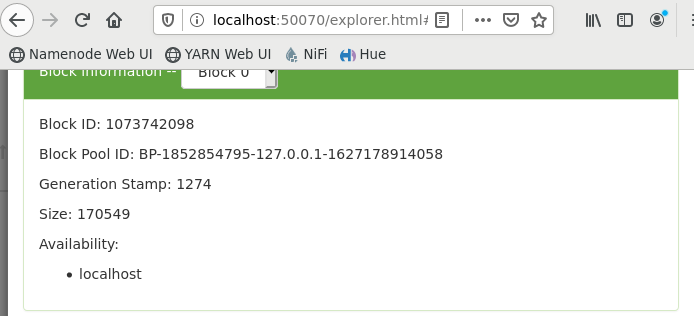 localhost:50070/explorer.html#
Namenode Web UI YARN Web UI NiFi Hue
Block information -- Block 0
Block ID: 1073742098
Block Pool ID: BP-1852854795-127.0.0.1-1627178914058
Generation Stamp: 1274
Size: 170549
Availability:
• localhost